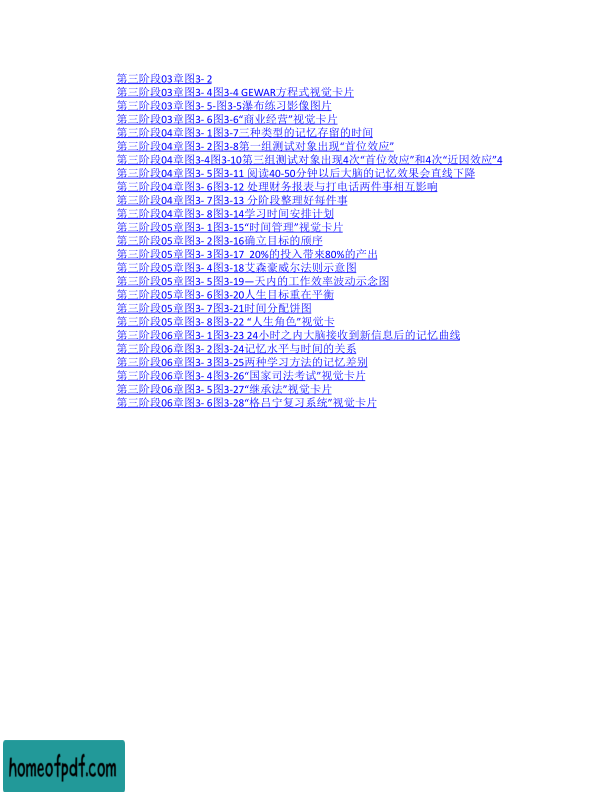 第三阶段03章图3- 2
第三阶段03章图3- 4图3-4 GEWAR方程式视觉卡片
第三阶段03章图3- 5-图3-5瀑布练习影像图片
第三阶段03章图3- 6图3-6“商业经营”视觉卡片
第三阶段04章图3- 1图3-7三种类型的记忆存留的时间
第三阶段04章图3- 2图3-8第一组测试对象出现“首位效应”
第三阶段04章图3-4图3-10第三组测试对象出现4次“首位效应”和4次“近因效应”4
第三阶段04章图3- 5图3-11 阅读40-50分钟以后大脑的记忆效果会直线下降
第三阶段04章图3- 6图3-12 处理财务报表与打电话两件事相互影响
第三阶段04章图3- 7图3-13 分阶段整理好每件事
第三阶段04章图3- 8图3-14学习时间安排计划
第三阶段05章图3- 1图3-15“时间管理”视觉卡片
第三阶段05章图3- 2图3-16确立目标的顽序
第三阶段05章图3- 3图3-17  20%的投入带來80%的产出
第三阶段05章图3- 4图3-18艾森豪威尔法则示意图
第三阶段05章图3- 5图3-19—天内的工作效率波动示念图
第三阶段05章图3- 6图3-20人生目标重在平衡
第三阶段05章图3- 7图3-21时间分配饼图
第三阶段05章图3- 8图3-22 “人生角色”视觉卡
第三阶段06章图3- 1图3-23 24小时之内大脑接收到新信息后的记忆曲线
第三阶段06章图3- 2图3-24记忆水平与时间的关系
第三阶段06章图3- 3图3-25两种学习方法的记忆差别
第三阶段06章图3- 4图3-26“国家司法考试”视觉卡片
第三阶段06章图3- 5图3-27“继承法”视觉卡片
第三阶段06章图3- 6图3-28“格吕宁复习系统”视觉卡片
homeofpdf.com